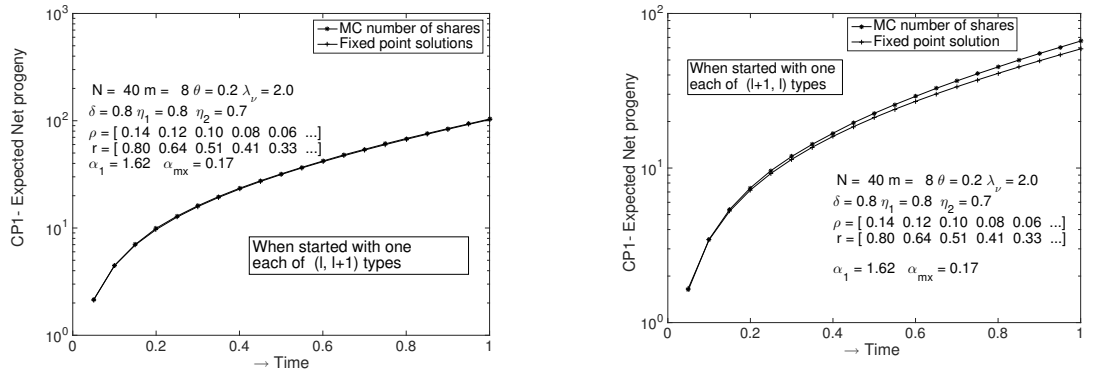 CP1- Expected Net progeny
10^3
10^2
10^1
10^0
MC number of shares
Fixed point solutions
N = 40 m = 8 θ = 0.2 λ_ν = 2.0
δ = 0.8 η_1 = 0.8 η_2 = 0.7
ρ = [ 0.14 0.12 0.10 0.08 0.06 ...]
r = [ 0.80 0.64 0.51 0.41 0.33 ...]
α_1 = 1.62 α_mx = 0.17
When started with one
each of (l, l+1) types
0 0.2 0.4 0.6 0.8 1
→ Time
CP1- Expected Net progeny
10^2
10^1
10^0
MC number of shares
Fixed point solution
When started with one
each of (l+1, l) types
N = 40 m = 8 θ = 0.2 λ_ν = 2.0
δ = 0.8 η_1 = 0.8 η_2 = 0.7
ρ = [ 0.14 0.12 0.10 0.08 0.06 ...]
r = [ 0.80 0.64 0.51 0.41 0.33 ...]
α_1 = 1.62 α_mx = 0.17
0 0.2 0.4 0.6 0.8 1
→ Time